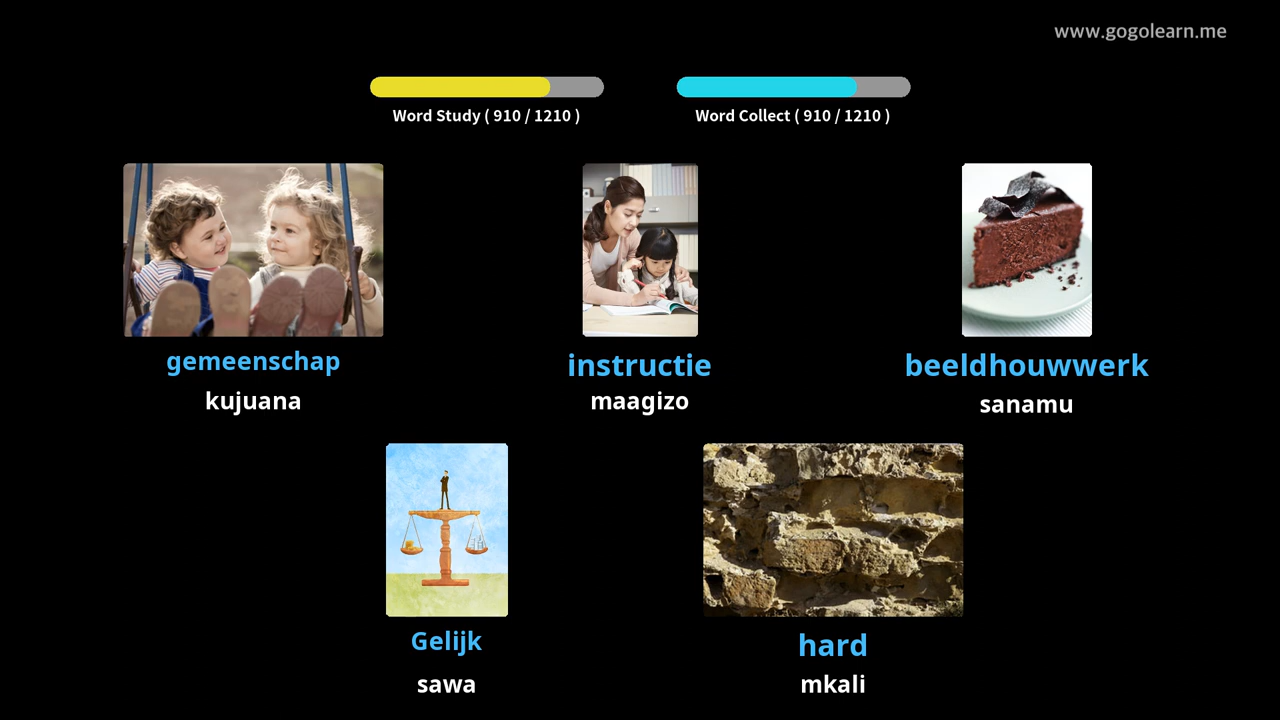 www.gogolearn.me
Word Study ( 910 / 1210 )
Word Collect ( 910 / 1210 )
gemeenschap
kujuana
instructie
maagizo
beeldhouwwerk
sanamu
Gelijk
sawa
hard
mkali